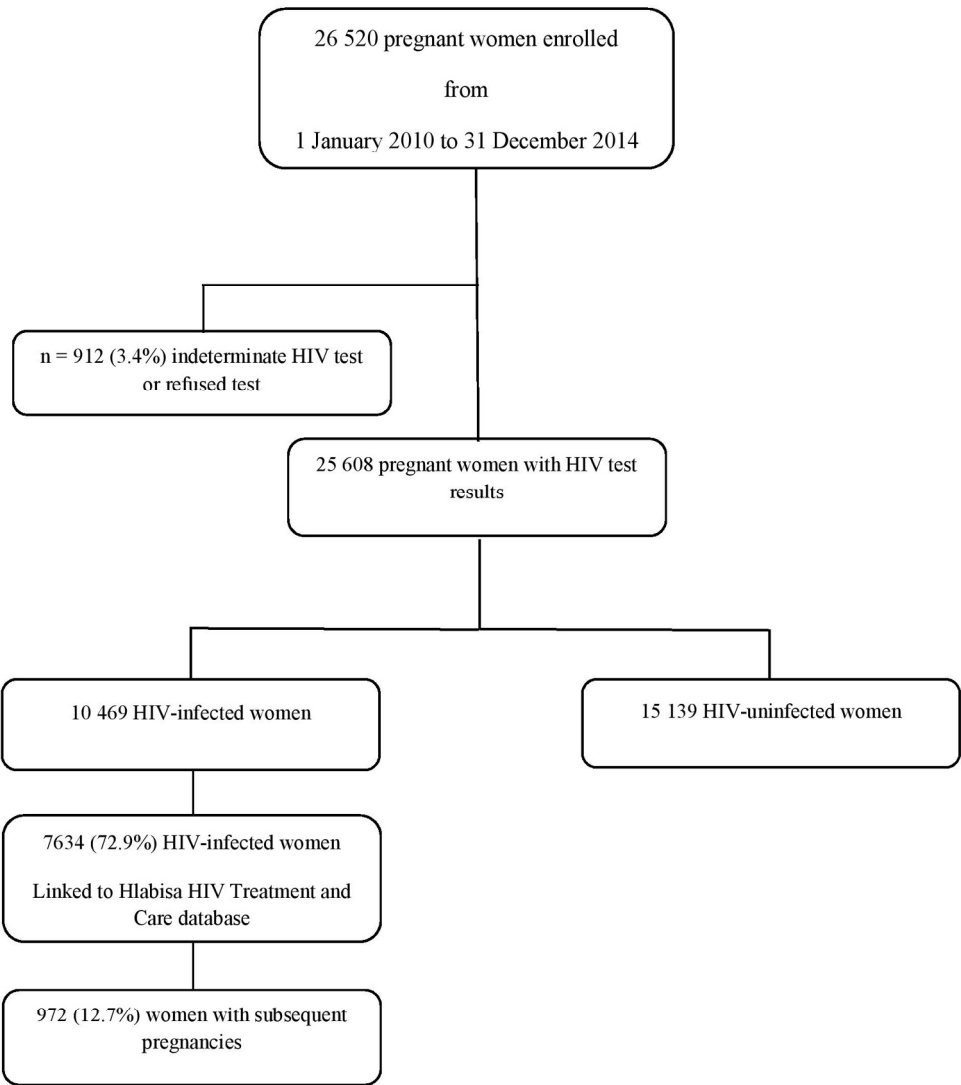 26 520 pregnant women enrolled
from
1 January 2010 to 31 December 2014
n = 912 (3.4%) indeterminate HIV test
or refused test
25 608 pregnant women with HIV test
results
10 469 HIV-infected women
15 139 HIV-uninfected women
7634 (72.9%) HIV-infected women
Linked to Hlabisa HIV Treatment and
Care database
972 (12.7%) women with subsequent
pregnancies